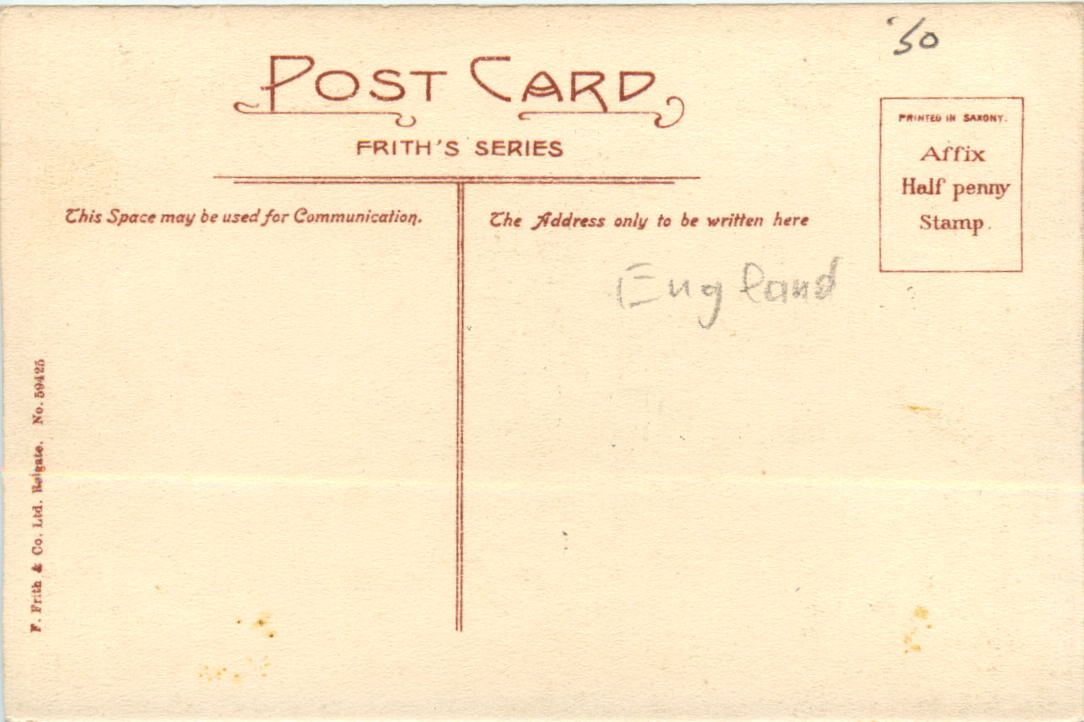 '50
POST CARD
FRITH'S SERIES
PRINTED IN SAXONY.
Affix
Half penny
Stamp.
This Space may be used for Communication.
The Address only to be written here
England
F. Frith & Co. Ltd. Reigate. No. 59425